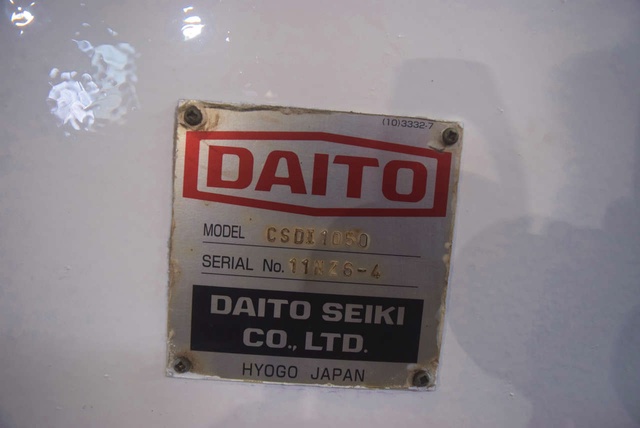 (10)3332-7
DAITO
MODEL CSDI1050
SERIAL No.
DAITO SEIKI
CO., LTD.
HYOGO JAPAN